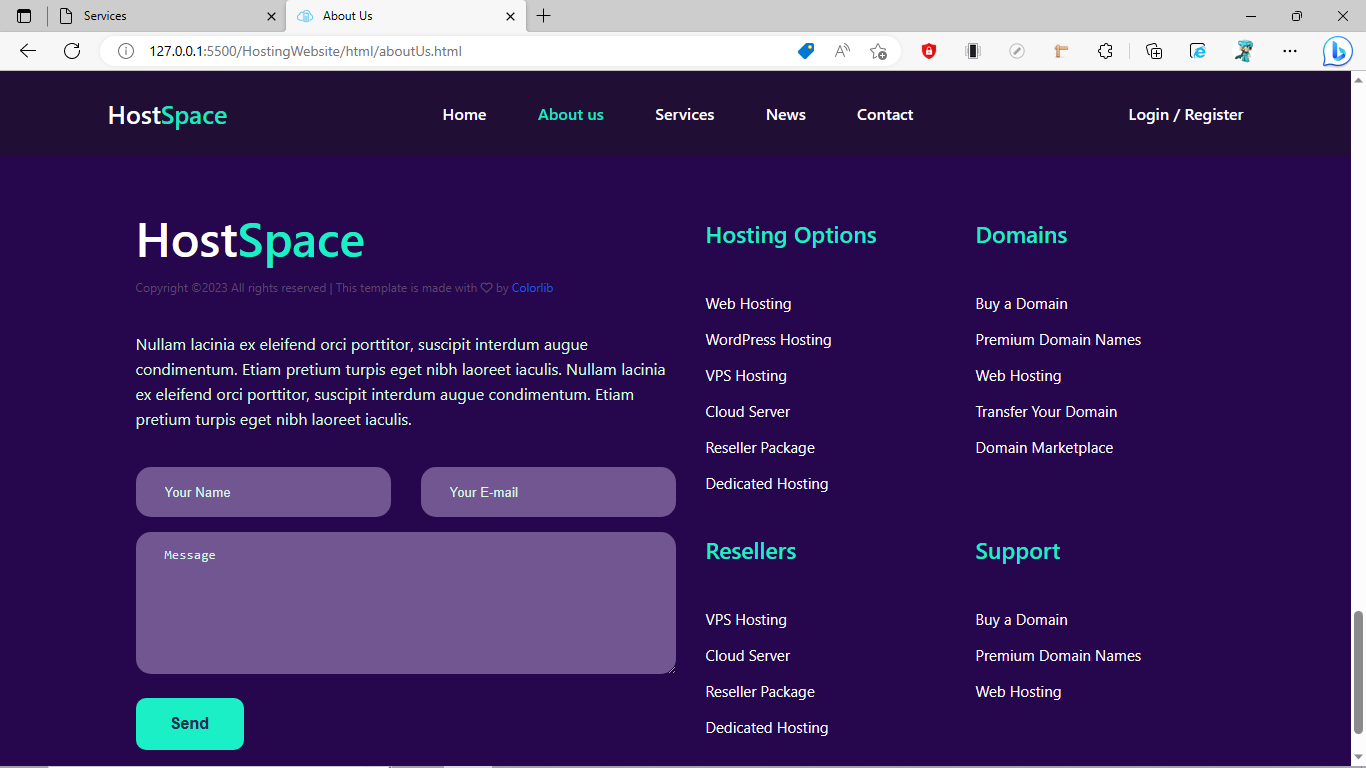 Services
About Us
127.0.0.1:5500/HostingWebsite/html/aboutUs.html
HostSpace
Home
About us
Services
News
Contact
Login / Register
HostSpace
Copyright ©2023 All rights reserved | This template is made with ♡ by Colorlib
Nullam lacinia ex eleifend orci porttitor, suscipit interdum augue
condimentum. Etiam pretium turpis eget nibh laoreet iaculis. Nullam lacinia
ex eleifend orci porttitor, suscipit interdum augue condimentum. Etiam
pretium turpis eget nibh laoreet iaculis.
Your Name
Your E-mail
Message
Send
Hosting Options
Web Hosting
WordPress Hosting
VPS Hosting
Cloud Server
Reseller Package
Dedicated Hosting
Domains
Buy a Domain
Premium Domain Names
Web Hosting
Transfer Your Domain
Domain Marketplace
Resellers
VPS Hosting
Cloud Server
Reseller Package
Dedicated Hosting
Support
Buy a Domain
Premium Domain Names
Web Hosting